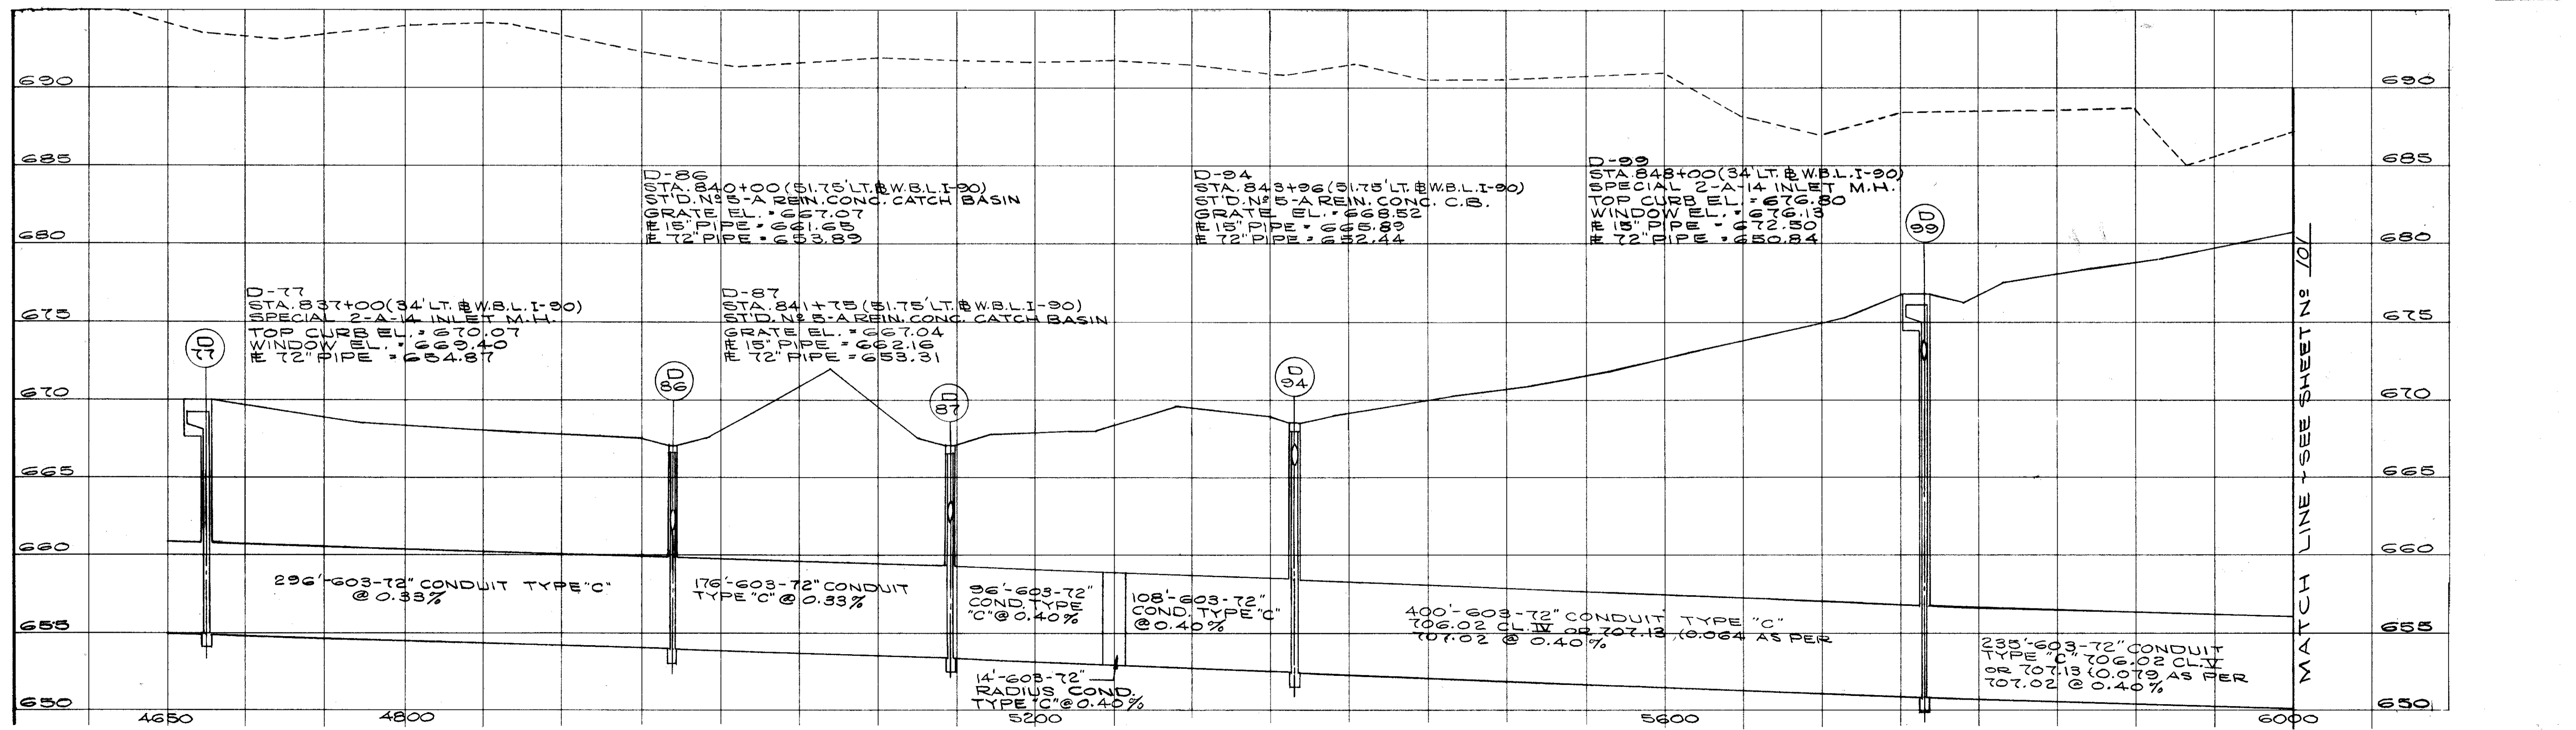 690
685
680
675
670
665
660
655
650
D-86
STA. 840+00 (51.75' LT. ℄ W.B.L. I-90)
ST'D. Nº 5-A REIN. CONC. CATCH BASIN
GRATE EL. = 667.07
℄ 15" PIPE = 661.65
℄ 72" PIPE = 653.89
D-94
STA. 843+96 (51.75' LT. ℄ W.B.L. I-90)
ST'D. Nº 5-A REIN. CONC. C.B.
GRATE EL. = 668.52
℄ 15" PIPE = 665.89
℄ 72" PIPE = 652.44
D-99
STA. 848+00 (34' LT. ℄ W.B.L. I-90)
SPECIAL 2-A-14 INLET M.H.
TOP CURB EL. = 676.80
WINDOW EL. = 676.13
℄ 15" PIPE = 672.50
℄ 72" PIPE = 650.84
D-77
STA. 837+00 (34' LT. ℄ W.B.L. I-90)
SPECIAL 2-A-14 INLET M.H.
TOP CURB EL. = 670.07
WINDOW EL. = 669.40
℄ 72" PIPE = 654.87
D-87
STA. 841+75 (51.75' LT. ℄ W.B.L. I-90)
ST'D. Nº 5-A REIN. CONC. CATCH BASIN
GRATE EL. = 667.04
℄ 15" PIPE = 662.16
℄ 72" PIPE = 653.31
D
77
D
86
D
87
D
94
D
99
296'-603-72" CONDUIT TYPE "C"
@ 0.33%
176'-603-72" CONDUIT
TYPE "C" @ 0.33%
96'-603-72"
COND. TYPE
"C" @ 0.40%
108'-603-72"
COND. TYPE "C"
@ 0.40%
14'-603-72"
RADIUS COND.
TYPE "C" @ 0.40%
400'-603-72" CONDUIT TYPE "C"
706.02 CL. IV OR 707.13 (0.064 AS PER
707.02 @ 0.40%
235'-603-72" CONDUIT
TYPE "C" 706.02 CL. V
OR 707.13 (0.079 AS PER
707.02 @ 0.40%
MATCH LINE - SEE SHEET Nº 101
690
685
680
675
670
665
660
655
650
4650
4800
5200
5600
6000